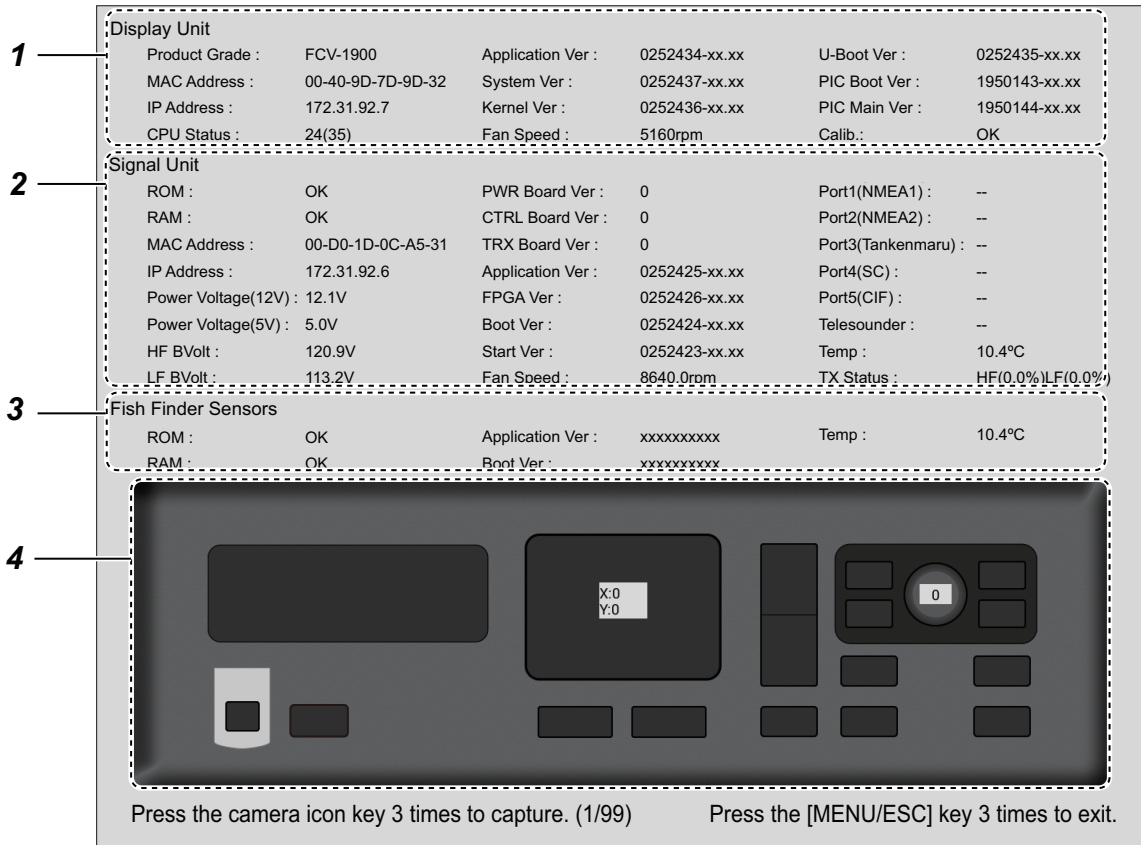 1
Display Unit
Product Grade : FCV-1900 Application Ver : 0252434-xx.xx U-Boot Ver : 0252435-xx.xx
MAC Address : 00-40-9D-7D-9D-32 System Ver : 0252437-xx.xx PIC Boot Ver : 1950143-xx.xx
IP Address : 172.31.92.7 Kernel Ver : 0252436-xx.xx PIC Main Ver : 1950144-xx.xx
CPU Status : 24(35) Fan Speed : 5160rpm Calib.: OK
2
Signal Unit
ROM : OK PWR Board Ver : 0 Port1(NMEA1) : --
RAM : OK CTRL Board Ver : 0 Port2(NMEA2) : --
MAC Address : 00-D0-1D-0C-A5-31 TRX Board Ver : 0 Port3(Tankenmaru) : --
IP Address : 172.31.92.6 Application Ver : 0252425-xx.xx Port4(SC) : --
Power Voltage(12V) : 12.1V FPGA Ver : 0252426-xx.xx Port5(CIF) : --
Power Voltage(5V) : 5.0V Boot Ver : 0252424-xx.xx Telesounder : --
HF BVolt : 120.9V Start Ver : 0252423-xx.xx Temp : 10.4ºC
LF BVolt : 113.2V Fan Speed : 8640.0rpm TX Status : HF(0.0%)LF(0.0%)
3
Fish Finder Sensors
ROM : OK Application Ver : xxxxxxxxxx Temp : 10.4ºC
RAM : OK Boot Ver : xxxxxxxxxx
4
X:0
Y:0
0
Press the camera icon key 3 times to capture. (1/99) Press the [MENU/ESC] key 3 times to exit.